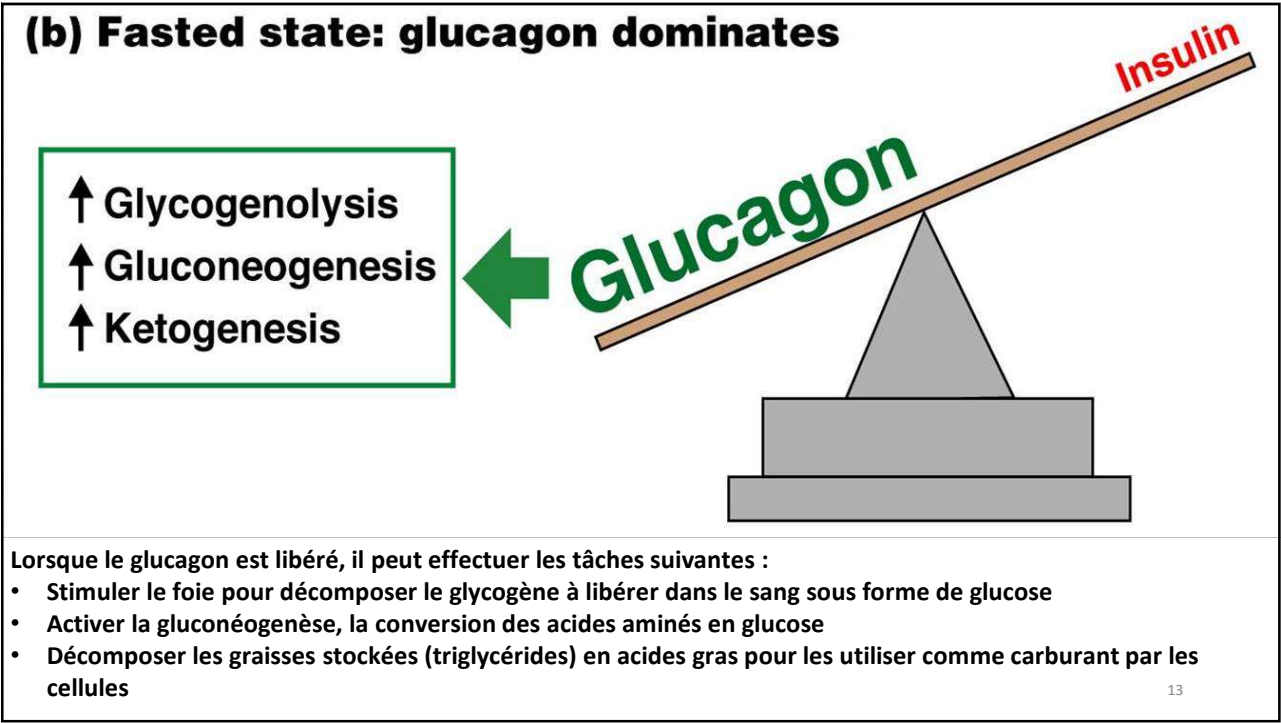 (b) Fasted state: glucagon dominates
Insulin
Glucagon
↑ Glycogenolysis
↑ Gluconeogenesis
↑ Ketogenesis
Lorsque le glucagon est libéré, il peut effectuer les tâches suivantes :
• Stimuler le foie pour décomposer le glycogène à libérer dans le sang sous forme de glucose
• Activer la gluconéogenèse, la conversion des acides aminés en glucose
• Décomposer les graisses stockées (triglycérides) en acides gras pour les utiliser comme carburant par les
cellules
13